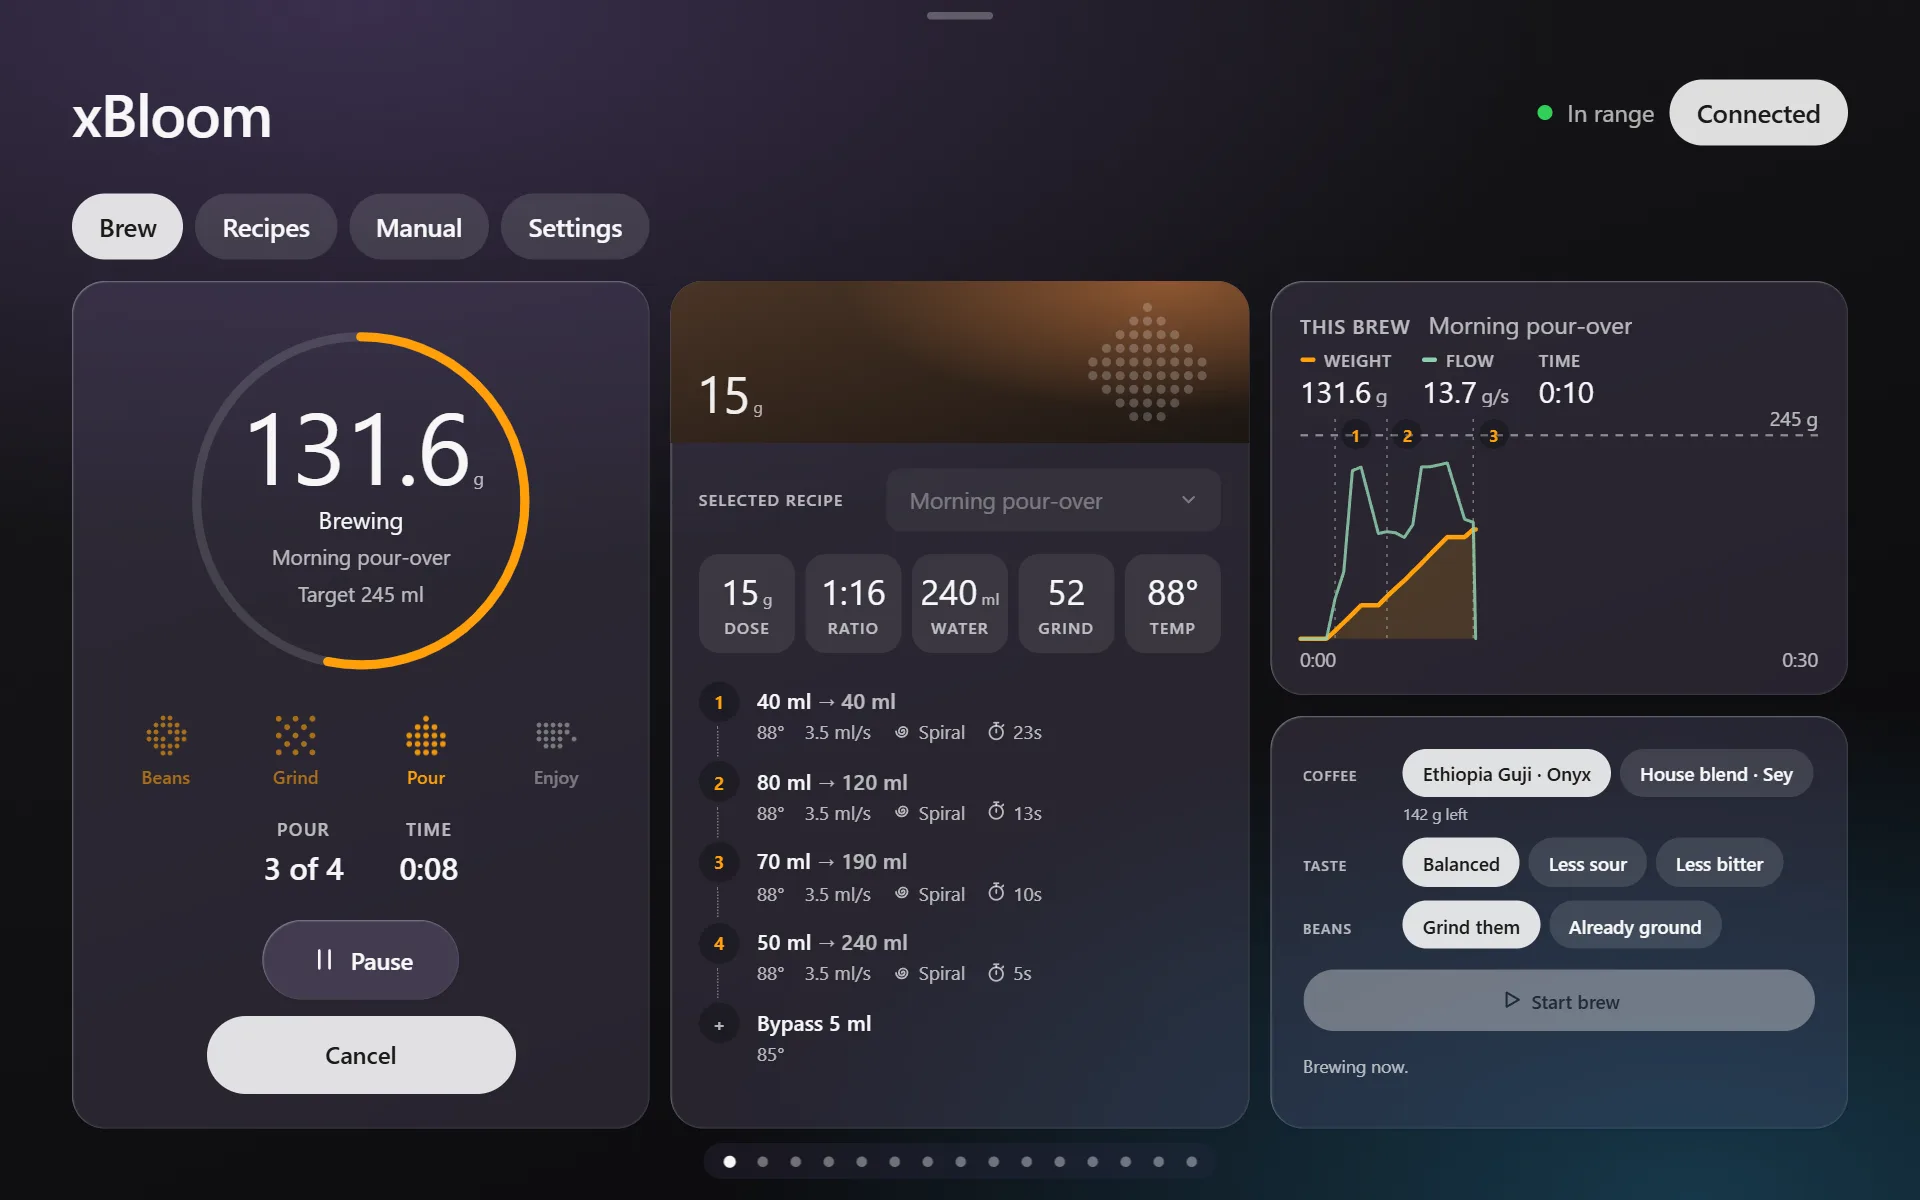 xBloom
In range
Connected
Brew
Recipes
Manual
Settings
131.6 g
Brewing
Morning pour-over
Target 245 ml
Beans
Grind
Pour
Enjoy
POUR
3 of 4
TIME
0:08
Pause
Cancel
15 g
SELECTED RECIPE
Morning pour-over
15 g
DOSE
1:16
RATIO
240 ml
WATER
52
GRIND
88°
TEMP
1
40 ml → 40 ml
88° 3.5 ml/s Spiral 23s
2
80 ml → 120 ml
88° 3.5 ml/s Spiral 13s
3
70 ml → 190 ml
88° 3.5 ml/s Spiral 10s
4
50 ml → 240 ml
88° 3.5 ml/s Spiral 5s
+
Bypass 5 ml
85°
THIS BREW Morning pour-over
WEIGHT FLOW TIME
131.6 g 13.7 g/s 0:10
245 g
1 2 3
0:00 0:30
COFFEE
Ethiopia Guji · Onyx
House blend · Sey
142 g left
TASTE
Balanced
Less sour
Less bitter
BEANS
Grind them
Already ground
Start brew
Brewing now.